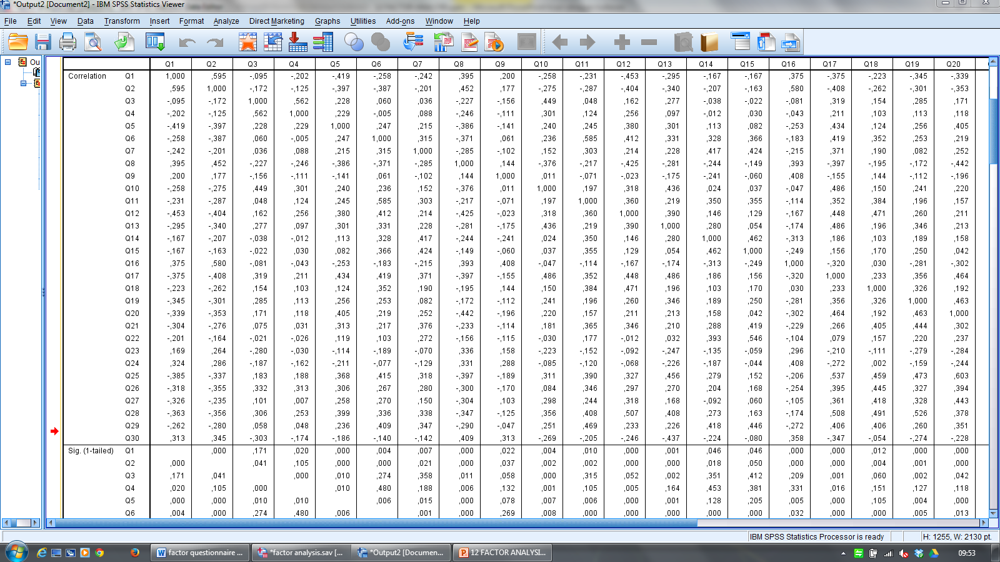 *Output2 [Document2] - IBM SPSS Statistics Viewer
File Edit View Data Transform Insert Format Analyze Direct Marketing Graphs Utilities Add-ons Window Help
Ou
Q1 Q2 Q3 Q4 Q5 Q6 Q7 Q8 Q9 Q10 Q11 Q12 Q13 Q14 Q15 Q16 Q17 Q18 Q19 Q20
Correlation Q1 1,000 ,595 -,095 -,202 -,419 -,258 -,242 ,395 ,200 -,258 -,231 -,453 -,295 -,167 -,167 ,375 -,375 -,223 -,345 -,339
Q2 ,595 1,000 -,172 -,125 -,397 -,387 -,201 ,452 ,177 -,275 -,287 -,404 -,340 -,207 -,163 ,580 -,408 -,262 -,301 -,353
Q3 -,095 -,172 1,000 ,562 ,228 ,060 ,036 -,227 -,156 ,449 ,048 ,162 ,277 -,038 -,022 -,081 ,319 ,154 ,285 ,171
Q4 -,202 -,125 ,562 1,000 ,229 -,005 ,088 -,246 -,111 ,301 ,124 ,256 ,097 -,012 ,030 -,043 ,211 ,103 ,113 ,118
Q5 -,419 -,397 ,228 ,229 1,000 ,247 ,215 -,386 -,141 ,240 ,245 ,380 ,301 ,113 ,082 -,253 ,434 ,124 ,256 ,405
Q6 -,258 -,387 ,060 -,005 ,247 1,000 ,315 -,371 ,061 ,236 ,585 ,412 ,331 ,328 ,366 -,183 ,419 ,352 ,253 ,219
Q7 -,242 -,201 ,036 ,088 ,215 ,315 1,000 -,285 -,102 ,152 ,303 ,214 ,228 ,417 ,424 -,215 ,371 ,190 ,082 ,252
Q8 ,395 ,452 -,227 -,246 -,386 -,371 -,285 1,000 ,144 -,376 -,217 -,425 -,281 -,244 -,149 ,393 -,397 -,195 -,172 -,442
Q9 ,200 ,177 -,156 -,111 -,141 ,061 -,102 ,144 1,000 ,011 -,071 -,023 -,175 -,241 -,060 ,408 -,155 ,144 -,112 -,196
Q10 -,258 -,275 ,449 ,301 ,240 ,236 ,152 -,376 ,011 1,000 ,197 ,318 ,436 ,024 ,037 -,047 ,486 ,150 ,241 ,220
Q11 -,231 -,287 ,048 ,124 ,245 ,585 ,303 -,217 -,071 ,197 1,000 ,360 ,219 ,350 ,355 -,114 ,352 ,384 ,196 ,157
Q12 -,453 -,404 ,162 ,256 ,380 ,412 ,214 -,425 -,023 ,318 ,360 1,000 ,390 ,146 ,129 -,167 ,448 ,471 ,260 ,211
Q13 -,295 -,340 ,277 ,097 ,301 ,331 ,228 -,281 -,175 ,436 ,219 ,390 1,000 ,280 ,054 -,174 ,486 ,196 ,346 ,213
Q14 -,167 -,207 -,038 -,012 ,113 ,328 ,417 -,244 -,241 ,024 ,350 ,146 ,280 1,000 ,462 -,313 ,186 ,103 ,189 ,158
Q15 -,167 -,163 -,022 ,030 ,082 ,366 ,424 -,149 -,060 ,037 ,355 ,129 ,054 ,462 1,000 -,249 ,156 ,170 ,250 ,042
Q16 ,375 ,580 -,081 -,043 -,253 -,183 -,215 ,393 ,408 -,047 -,114 -,167 -,174 -,313 -,249 1,000 -,320 ,030 -,281 -,302
Q17 -,375 -,408 ,319 ,211 ,434 ,419 ,371 -,397 -,155 ,486 ,352 ,448 ,486 ,186 ,156 -,320 1,000 ,233 ,356 ,464
Q18 -,223 -,262 ,154 ,103 ,124 ,352 ,190 -,195 ,144 ,150 ,384 ,471 ,196 ,103 ,170 ,030 ,233 1,000 ,326 ,192
Q19 -,345 -,301 ,285 ,113 ,256 ,253 ,082 -,172 -,112 ,241 ,196 ,260 ,346 ,189 ,250 -,281 ,356 ,326 1,000 ,463
Q20 -,339 -,353 ,171 ,118 ,405 ,219 ,252 -,442 -,196 ,220 ,157 ,211 ,213 ,158 ,042 -,302 ,464 ,192 ,463 1,000
Q21 -,304 -,276 ,075 ,031 ,313 ,217 ,376 -,233 -,114 ,181 ,365 ,346 ,210 ,288 ,419 -,229 ,266 ,405 ,444 ,302
Q22 -,201 -,164 -,021 -,026 ,119 ,103 ,272 -,156 -,115 -,030 ,177 -,012 ,032 ,393 ,546 -,104 ,079 ,157 ,220 ,237
Q23 ,169 ,264 -,280 -,030 -,114 -,189 -,070 ,336 ,158 -,223 -,152 -,092 -,247 -,135 -,059 ,296 -,210 -,111 -,279 -,284
Q24 ,324 ,286 -,187 -,162 -,211 -,077 -,129 ,331 ,288 -,085 -,120 -,068 -,226 -,187 -,044 ,408 -,272 ,002 -,159 -,244
Q25 -,385 -,337 ,183 ,188 ,368 ,415 ,318 -,397 -,189 ,311 ,390 ,327 ,456 ,279 ,152 -,206 ,537 ,459 ,473 ,603
Q26 -,318 -,355 ,332 ,313 ,306 ,267 ,280 -,300 -,170 ,084 ,346 ,297 ,270 ,204 ,168 -,254 ,395 ,445 ,327 ,394
Q27 -,326 -,235 ,101 ,007 ,258 ,270 ,150 -,304 ,103 ,298 ,244 ,318 ,168 -,092 ,060 -,105 ,361 ,418 ,328 ,443
Q28 -,363 -,356 ,306 ,253 ,399 ,336 ,338 -,347 -,125 ,356 ,408 ,507 ,408 ,273 ,163 -,174 ,508 ,491 ,526 ,378
Q29 -,262 -,280 ,058 ,048 ,236 ,409 ,347 -,290 -,047 ,251 ,469 ,233 ,226 ,418 ,446 -,272 ,406 ,406 ,260 ,351
Q30 ,313 ,345 -,303 -,174 -,186 -,140 -,142 ,409 ,313 -,269 -,205 -,246 -,437 -,224 -,080 ,358 -,347 -,054 -,274 -,228
Sig. (1-tailed) Q1 ,000 ,171 ,020 ,000 ,004 ,007 ,000 ,022 ,004 ,010 ,000 ,001 ,046 ,046 ,000 ,000 ,012 ,000 ,000
Q2 ,000 ,041 ,105 ,000 ,000 ,021 ,000 ,037 ,002 ,002 ,000 ,000 ,018 ,050 ,000 ,000 ,004 ,001 ,000
Q3 ,171 ,041 ,000 ,010 ,274 ,358 ,011 ,058 ,000 ,315 ,052 ,002 ,351 ,412 ,209 ,001 ,060 ,002 ,042
Q4 ,020 ,105 ,000 ,010 ,480 ,188 ,006 ,132 ,001 ,105 ,005 ,164 ,453 ,381 ,331 ,016 ,151 ,127 ,118
Q5 ,000 ,000 ,010 ,010 ,006 ,015 ,000 ,078 ,007 ,006 ,000 ,001 ,128 ,205 ,005 ,000 ,105 ,004 ,000
Q6 ,004 ,000 ,274 ,480 ,006 ,001 ,000 ,269 ,008 ,000 ,000 ,000 ,000 ,000 ,032 ,000 ,000 ,005 ,013
IBM SPSS Statistics Processor is ready H: 1255, W: 2130 pt.
factor questionnaire ... *factor analysis.sav [... *Output2 [Documen... 12 FACTOR ANALYSI... 09:53